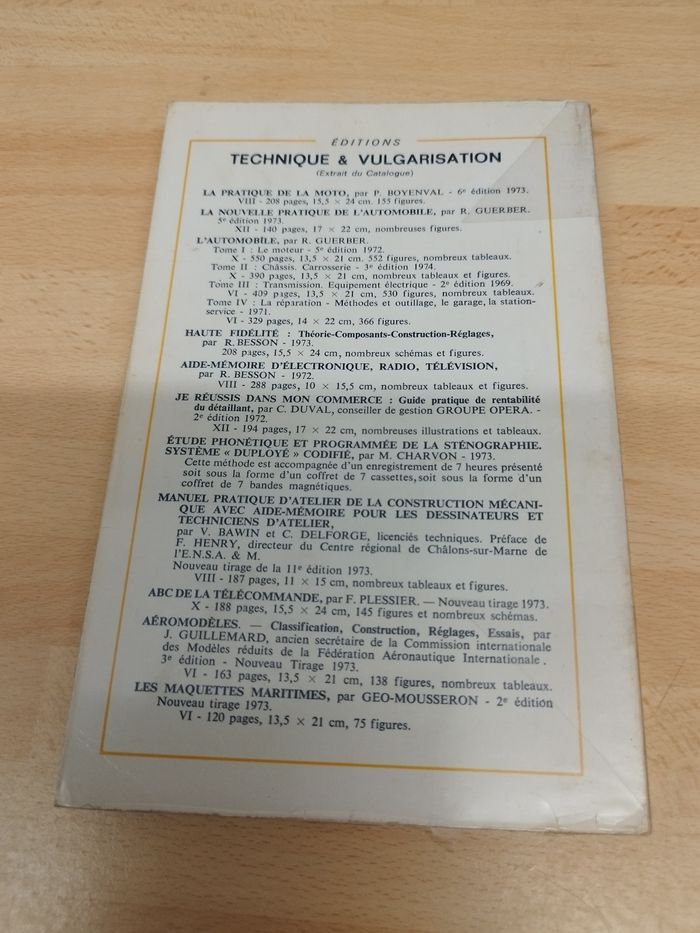 ÉDITIONS
TECHNIQUE & VULGARISATION
(Extrait du Catalogue)
LA PRATIQUE DE LA MOTO, par P. BOYENVAL - 6e édition 1973.
VIII - 208 pages, 15,5 × 24 cm. 155 figures.
LA NOUVELLE PRATIQUE DE L'AUTOMOBILE, par R. GUERBER.
5e édition 1973.
XII - 140 pages, 17 × 22 cm, nombreuses figures.
L'AUTOMOBILE, par R. GUERBER.
Tome I : Le moteur - 5e édition 1972.
X - 550 pages, 13,5 × 21 cm. 552 figures, nombreux tableaux.
Tome II : Châssis. Carrosserie - 3e édition 1974.
X - 390 pages, 13,5 × 21 cm, nombreux tableaux et figures.
Tome III : Transmission. Equipement électrique - 2e édition 1969.
VI - 409 pages, 13,5 × 21 cm, 530 figures, nombreux tableaux.
Tome IV : La réparation - Méthodes et outillage, le garage, la station-
service - 1971.
VI - 329 pages, 14 × 22 cm, 366 figures.
HAUTE FIDÉLITÉ : Théorie-Composants-Construction-Réglages,
par R. BESSON - 1973.
208 pages, 15,5 × 24 cm, nombreux schémas et figures.
AIDE-MÉMOIRE D'ÉLECTRONIQUE, RADIO, TÉLÉVISION,
par R. BESSON - 1972.
VIII - 288 pages, 10 × 15,5 cm, nombreux tableaux et figures.
JE RÉUSSIS DANS MON COMMERCE : Guide pratique de rentabilité
du détaillant, par C. DUVAL, conseiller de gestion GROUPE OPERA. -
2e édition 1972.
XII - 194 pages, 17 × 22 cm, nombreuses illustrations et tableaux.
ÉTUDE PHONÉTIQUE ET PROGRAMMÉE DE LA STÉNOGRAPHIE.
SYSTÈME « DUPLOYÉ » CODIFIÉ, par M. CHARVON - 1973.
Cette méthode est accompagnée d'un enregistrement de 7 heures présenté
soit sous la forme d'un coffret de 7 cassettes, soit sous la forme d'un
coffret de 7 bandes magnétiques.
MANUEL PRATIQUE D'ATELIER DE LA CONSTRUCTION MÉCANI-
QUE AVEC AIDE-MÉMOIRE POUR LES DESSINATEURS ET
TECHNICIENS D'ATELIER,
par V. BAWIN et C. DELFORGE, licenciés techniques. Préface de
F. HENRY, directeur du Centre régional de Châlons-sur-Marne de
l'E.N.S.A. & M.
Nouveau tirage de la 11e édition 1973.
VIII - 187 pages, 11 × 15 cm, nombreux tableaux et figures.
ABC DE LA TÉLÉCOMMANDE, par F. PLESSIER. — Nouveau tirage 1973.
X - 188 pages, 15,5 × 24 cm, 145 figures et nombreux schémas.
AÉROMODÈLES. — Classification, Construction, Réglages, Essais, par
J. GUILLEMARD, ancien secrétaire de la Commission internationale
des Modèles réduits de la Fédération Aéronautique Internationale.
3e édition - Nouveau Tirage 1973.
VI - 163 pages, 13,5 × 21 cm, 138 figures, nombreux tableaux.
LES MAQUETTES MARITIMES, par GEO-MOUSSERON - 2e édition
Nouveau tirage 1973.
VI - 120 pages, 13,5 × 21 cm, 75 figures.